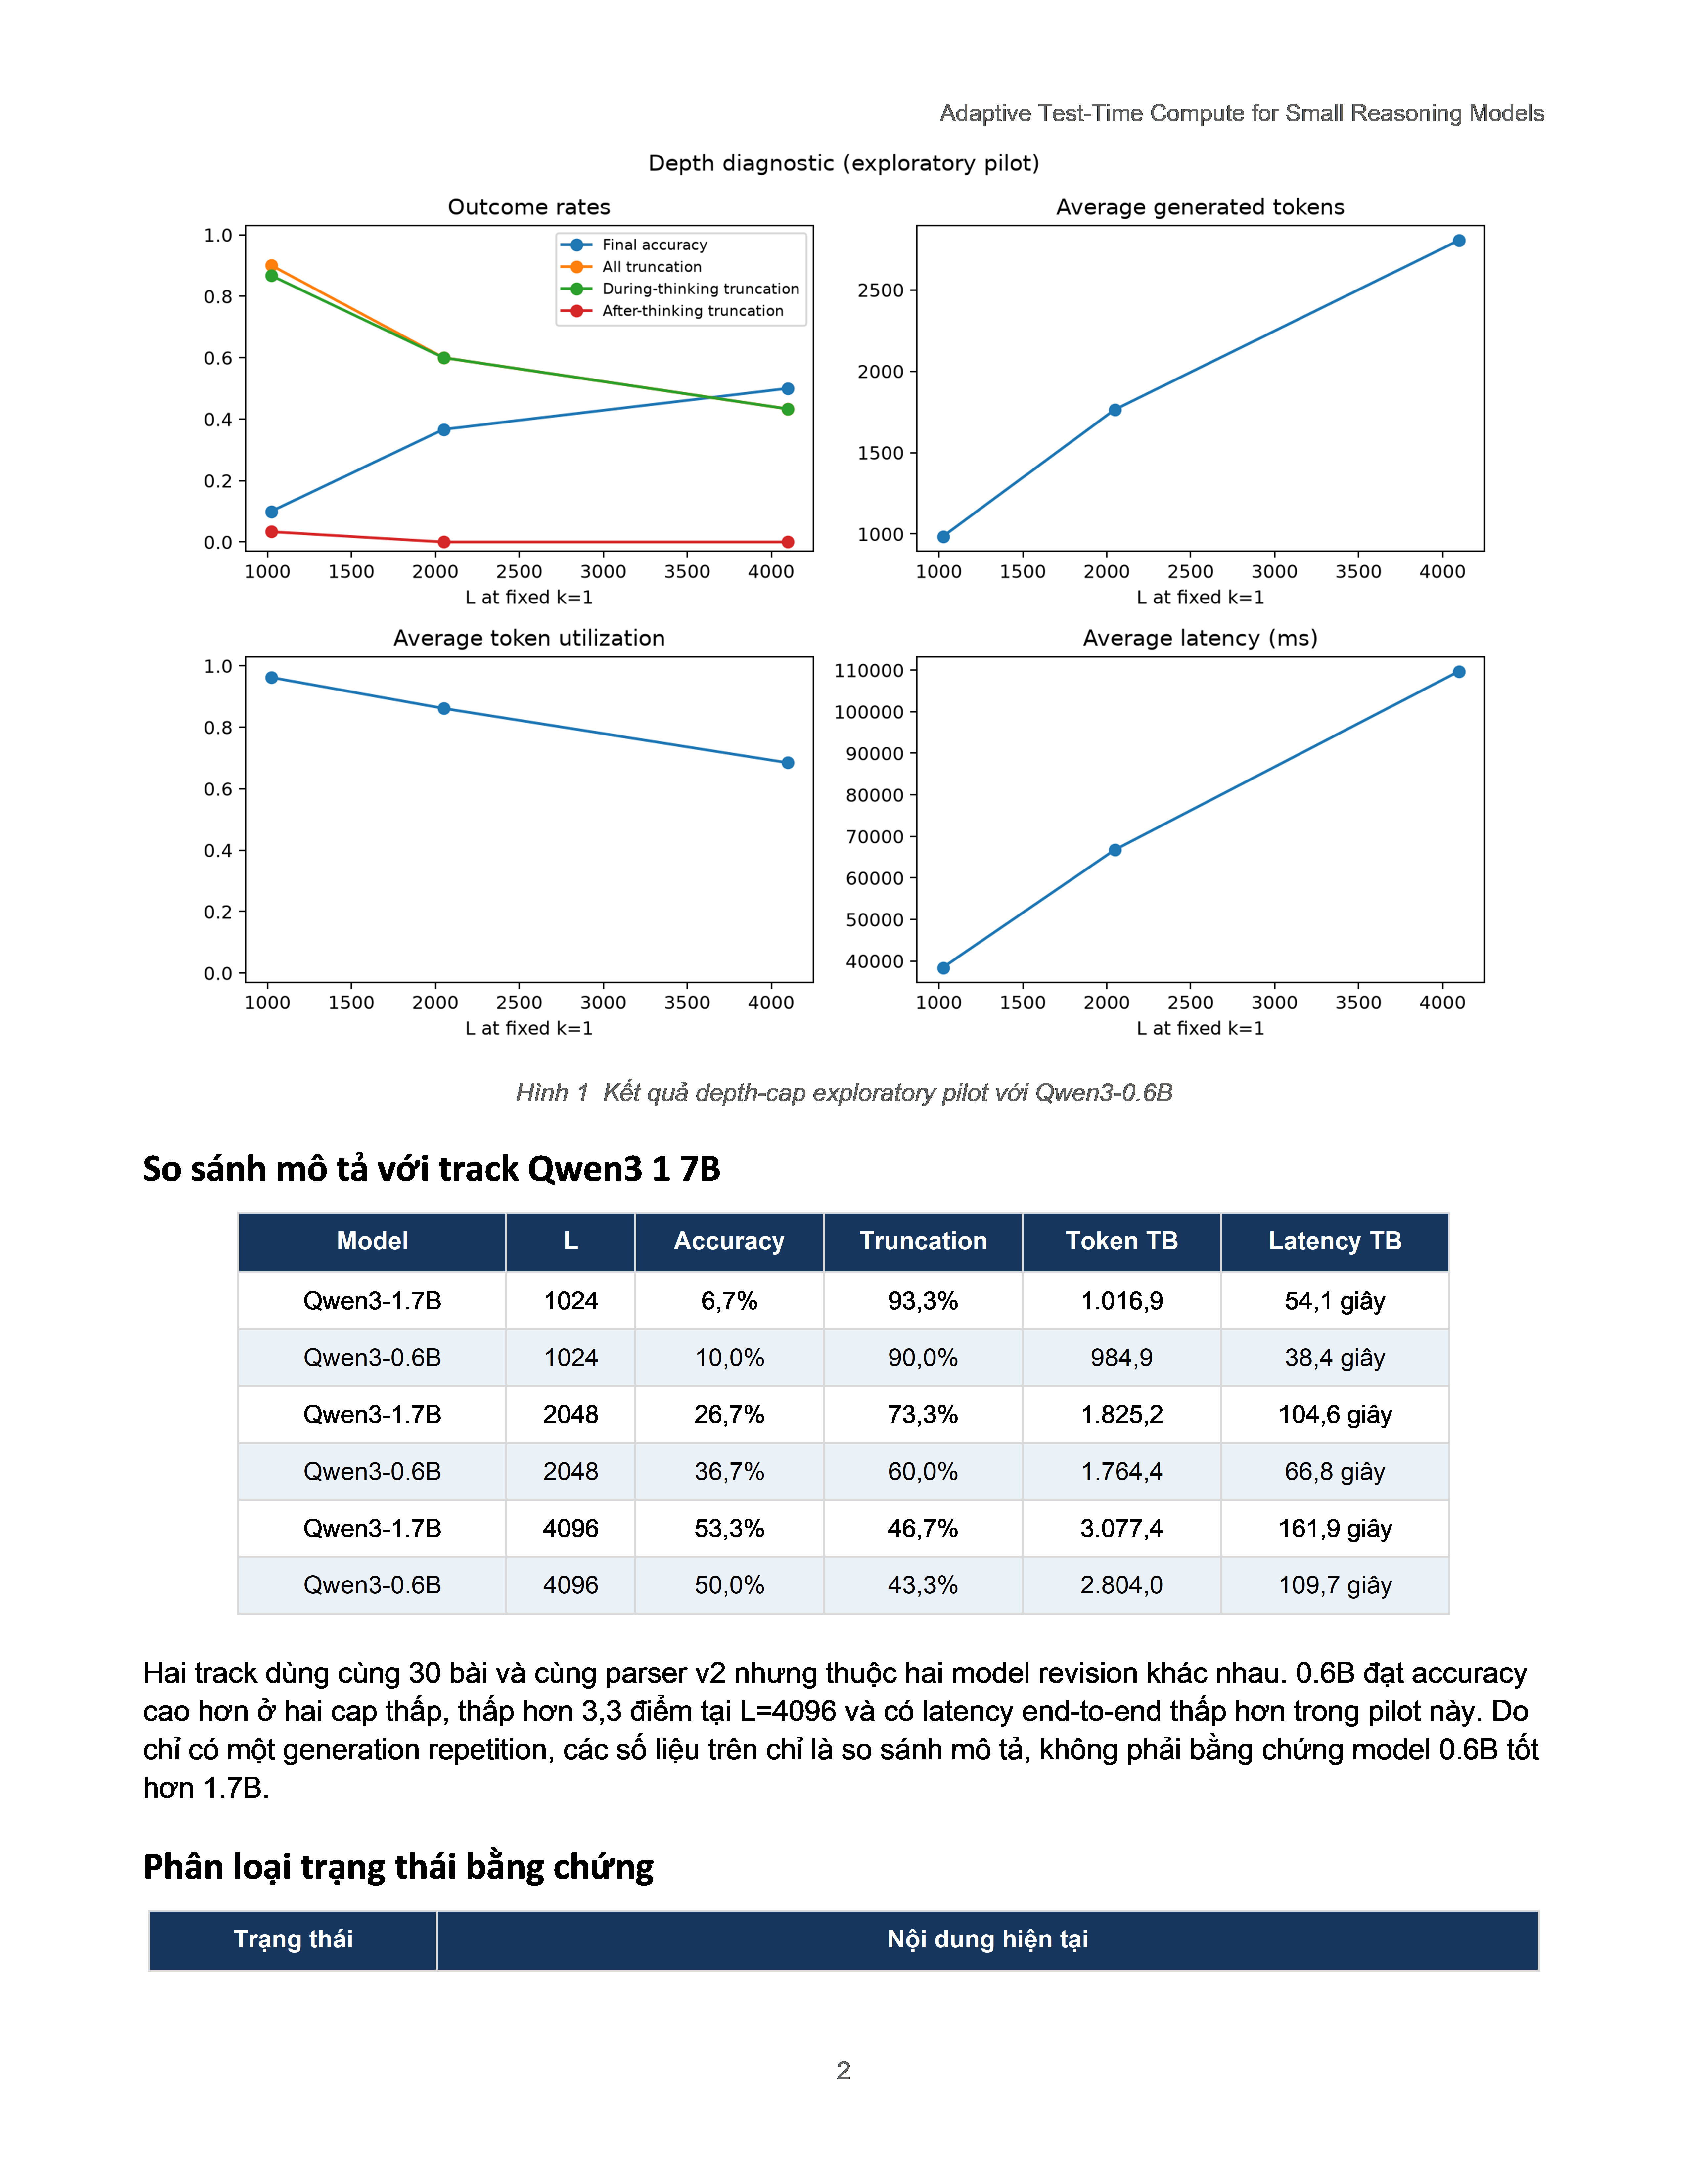 Adaptive Test-Time Compute for Small Reasoning Models
Depth diagnostic (exploratory pilot)
Outcome rates
1.0
0.8
0.6
0.4
0.2
0.0
Final accuracy
All truncation
During-thinking truncation
After-thinking truncation
1000 1500 2000 2500 3000 3500 4000
L at fixed k=1
Average generated tokens
2500
2000
1500
1000
1000 1500 2000 2500 3000 3500 4000
L at fixed k=1
Average token utilization
1.0
0.8
0.6
0.4
0.2
0.0
1000 1500 2000 2500 3000 3500 4000
L at fixed k=1
Average latency (ms)
110000
100000
90000
80000
70000
60000
50000
40000
1000 1500 2000 2500 3000 3500 4000
L at fixed k=1
Hình 1 Kết quả depth-cap exploratory pilot với Qwen3-0.6B
So sánh mô tả với track Qwen3 1 7B
Model L Accuracy Truncation Token TB Latency TB
Qwen3-1.7B 1024 6,7% 93,3% 1.016,9 54,1 giây
Qwen3-0.6B 1024 10,0% 90,0% 984,9 38,4 giây
Qwen3-1.7B 2048 26,7% 73,3% 1.825,2 104,6 giây
Qwen3-0.6B 2048 36,7% 60,0% 1.764,4 66,8 giây
Qwen3-1.7B 4096 53,3% 46,7% 3.077,4 161,9 giây
Qwen3-0.6B 4096 50,0% 43,3% 2.804,0 109,7 giây
Hai track dùng cùng 30 bài và cùng parser v2 nhưng thuộc hai model revision khác nhau. 0.6B đạt accuracy
cao hơn ở hai cap thấp, thấp hơn 3,3 điểm tại L=4096 và có latency end-to-end thấp hơn trong pilot này. Do
chỉ có một generation repetition, các số liệu trên chỉ là so sánh mô tả, không phải bằng chứng model 0.6B tốt
hơn 1.7B.
Phân loại trạng thái bằng chứng
Trạng thái Nội dung hiện tại
2